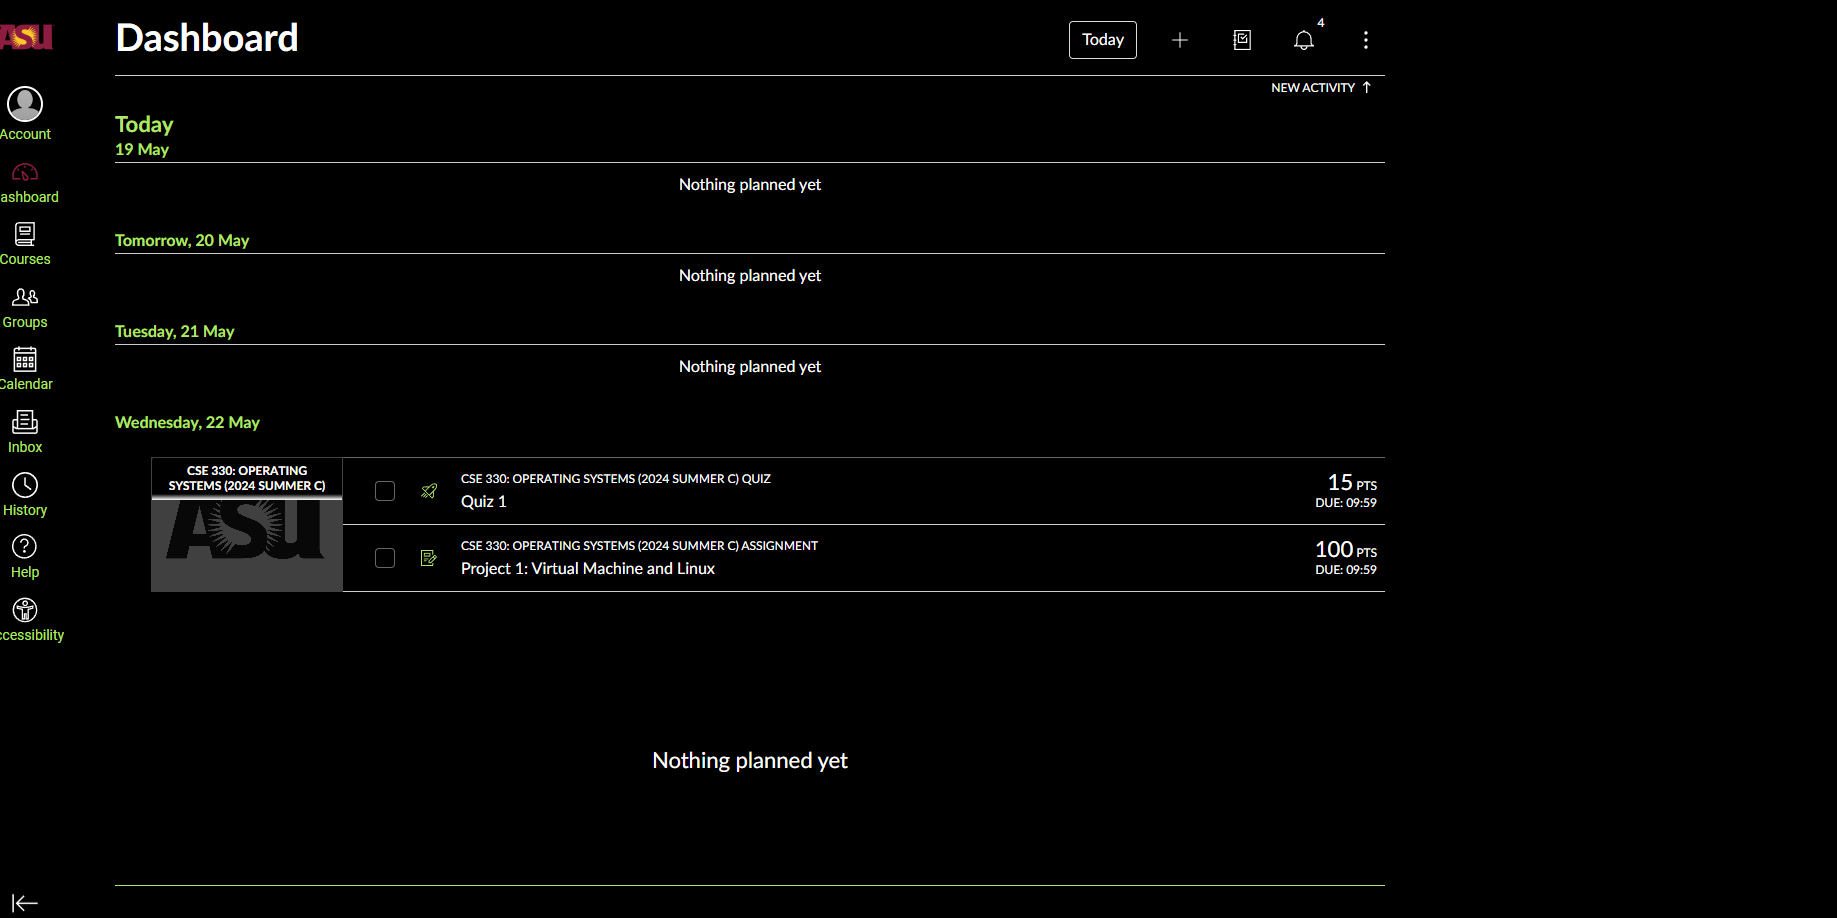 ASU
Dashboard
Today
4
NEW ACTIVITY
Account
ashboard
Courses
Groups
Calendar
Inbox
History
Help
ccessibility
Today
19 May
Nothing planned yet
Tomorrow, 20 May
Nothing planned yet
Tuesday, 21 May
Nothing planned yet
Wednesday, 22 May
CSE 330: OPERATING
SYSTEMS (2024 SUMMER C)
ASU
CSE 330: OPERATING SYSTEMS (2024 SUMMER C) QUIZ
Quiz 1
15 PTS
DUE: 09:59
CSE 330: OPERATING SYSTEMS (2024 SUMMER C) ASSIGNMENT
Project 1: Virtual Machine and Linux
100 PTS
DUE: 09:59
Nothing planned yet